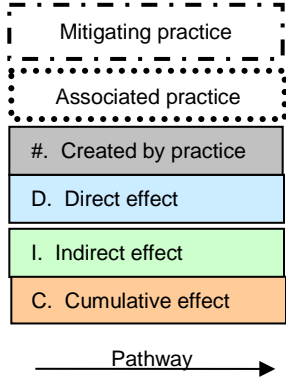 Mitigating practice
Associated practice
#. Created by practice
D. Direct effect
I. Indirect effect
C. Cumulative effect
Pathway